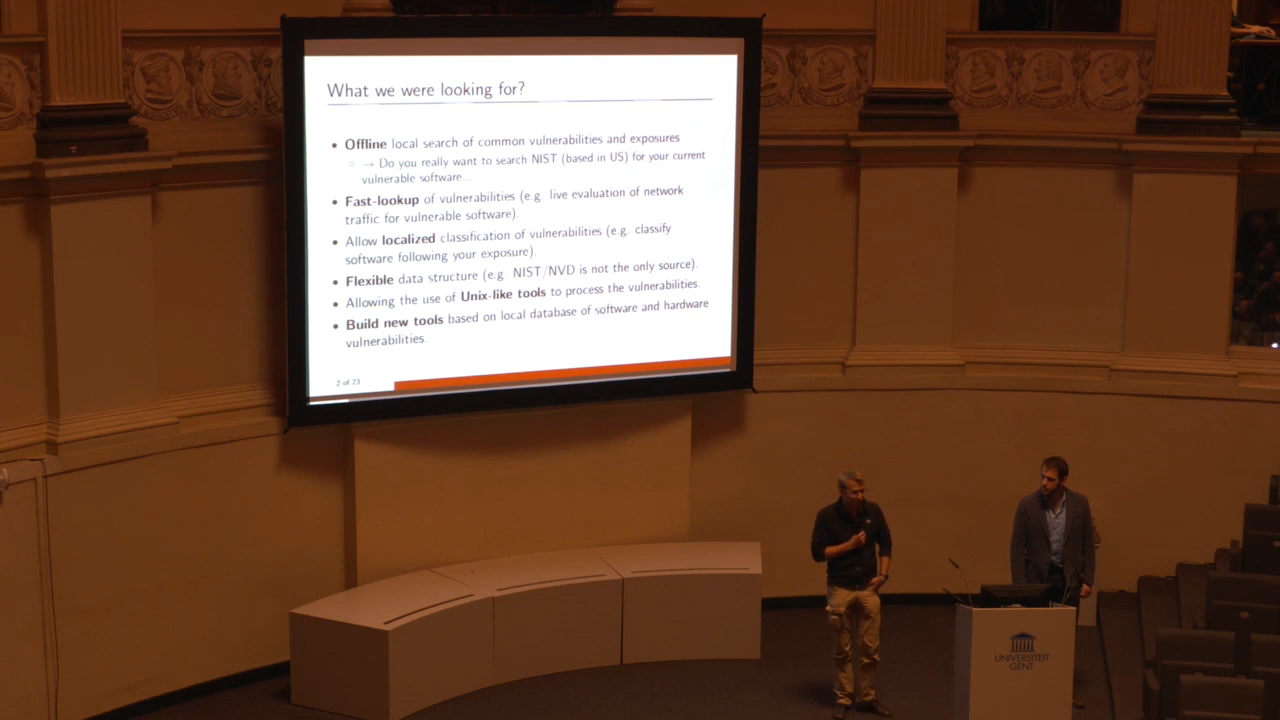 What we were looking for?
• Offline local search of common vulnerabilities and exposures
○ → Do you really want to search NIST (based in US) for your current
vulnerable software...
• Fast-lookup of vulnerabilities (e.g. live evaluation of network
traffic for vulnerable software).
• Allow localized classification of vulnerabilities (e.g. classify
software following your exposure).
• Flexible data structure (e.g. NIST/NVD is not the only source).
• Allowing the use of Unix-like tools to process the vulnerabilities.
• Build new tools based on local database of software and hardware
vulnerabilities.
2 of 23
UNIVERSITEIT
GENT